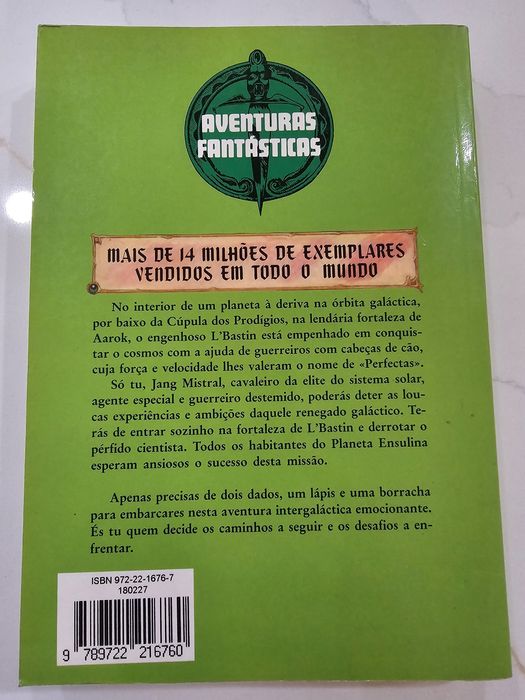 AVENTURAS
FANTÁSTICAS
MAIS DE 14 MILHÕES DE EXEMPLARES
VENDIDOS EM TODO O MUNDO
No interior de um planeta à deriva na órbita galáctica,
por baixo da Cúpula dos Prodígios, na lendária fortaleza de
Aarok, o engenhoso L'Bastin está empenhado em conquis-
tar o cosmos com a ajuda de guerreiros com cabeças de cão,
cuja força e velocidade lhes valeram o nome de «Perfectas».
Só tu, Jang Mistral, cavaleiro da elite do sistema solar,
agente especial e guerreiro destemido, poderás deter as lou-
cas experiências e ambições daquele renegado galáctico. Te-
rás de entrar sozinho na fortaleza de L'Bastin e derrotar o
pérfido cientista. Todos os habitantes do Planeta Ensulina
esperam ansiosos o sucesso desta missão.
Apenas precisas de dois dados, um lápis e uma borracha
para embarcares nesta aventura intergaláctica emocionante.
És tu quem decide os caminhos a seguir e os desafios a en-
frentar.
ISBN 972-22-1676-7
180227
9 789722 216760